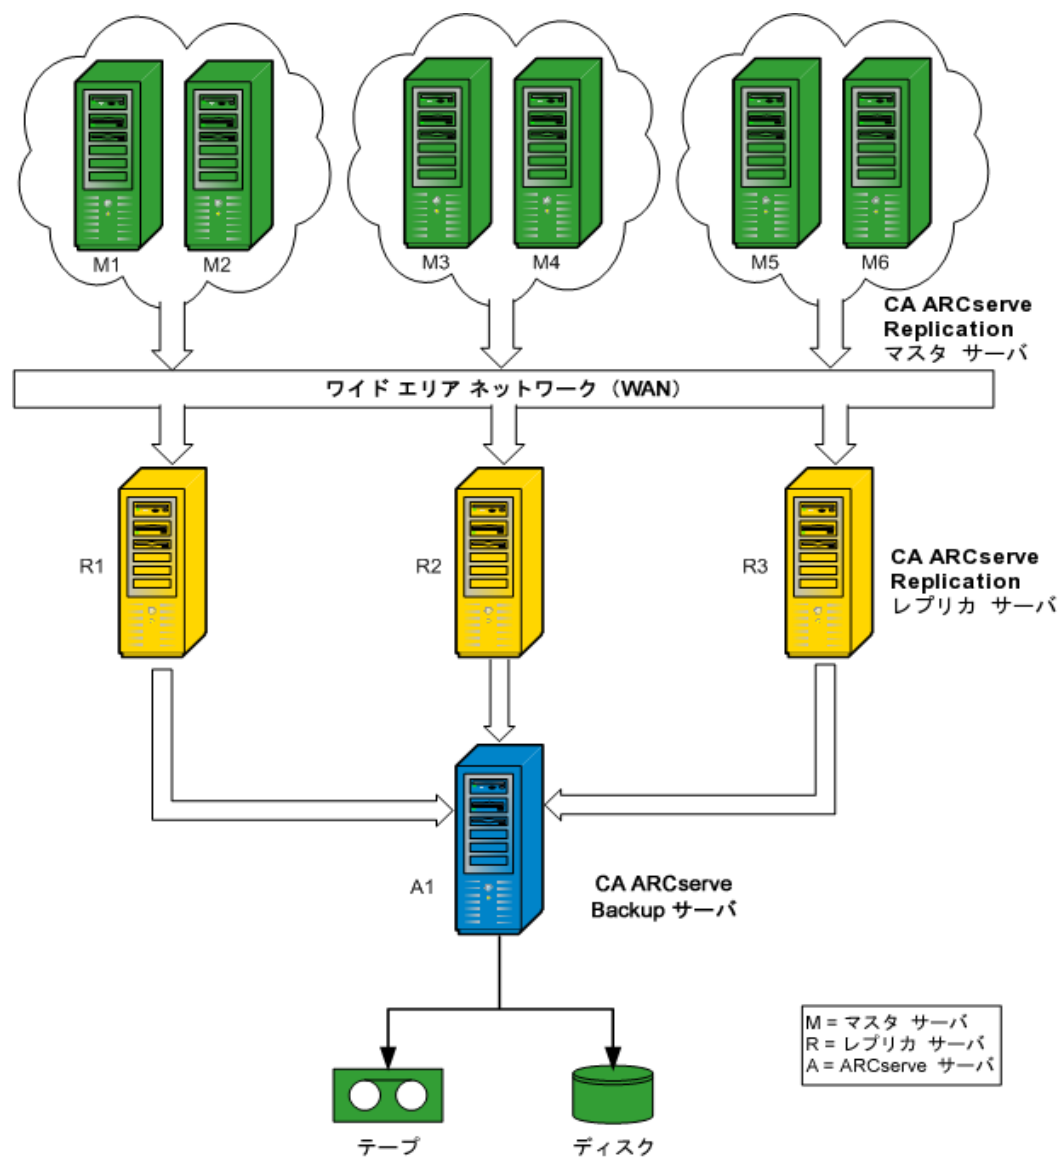 M1
M2
M3
M4
M5
M6
CA ARCserve
Replication
マスタ サーバ
ワイド エリア ネットワーク (WAN)
R1
R2
R3
CA ARCserve
Replication
レプリカ サーバ
A1
CA ARCserve
Backup サーバ
M = マスタ サーバ
R = レプリカ サーバ
A = ARCserve サーバ
テープ
ディスク